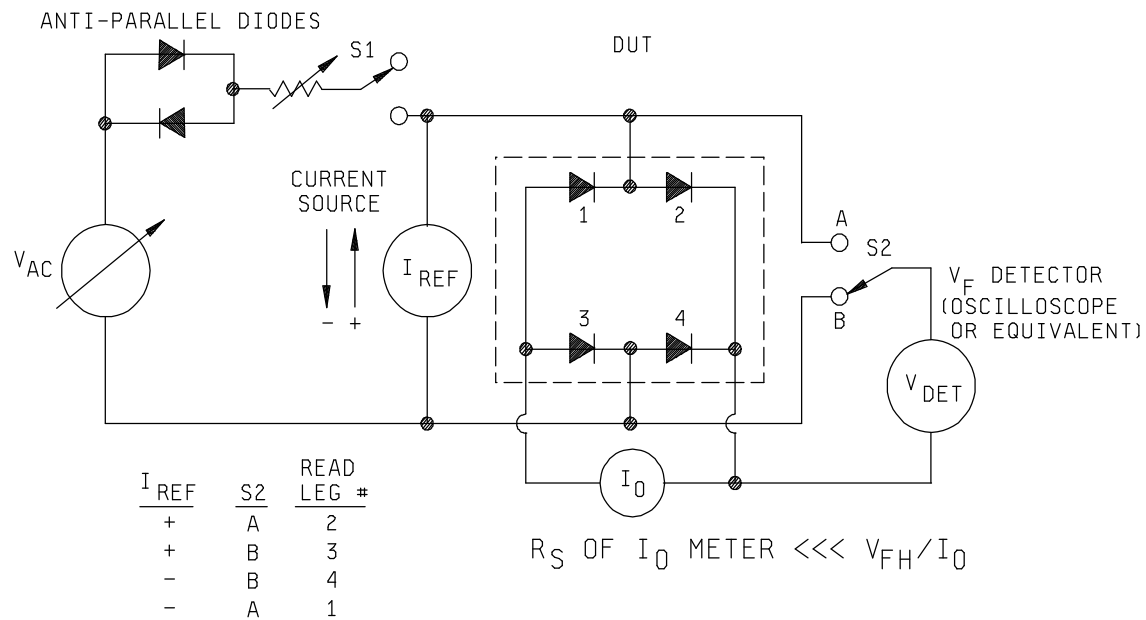 ANTI-PARALLEL DIODES
S1
DUT
CURRENT
SOURCE
1
2
A
S2
V_AC
I_REF
V_F DETECTOR
(OSCILLOSCOPE
OR EQUIVALENT)
- +
3
4
B
V_DET
I_O
I_REF S2 READ LEG #
+ A 2
+ B 3
- B 4
- A 1
R_S OF I_O METER <<< V_FH/I_O